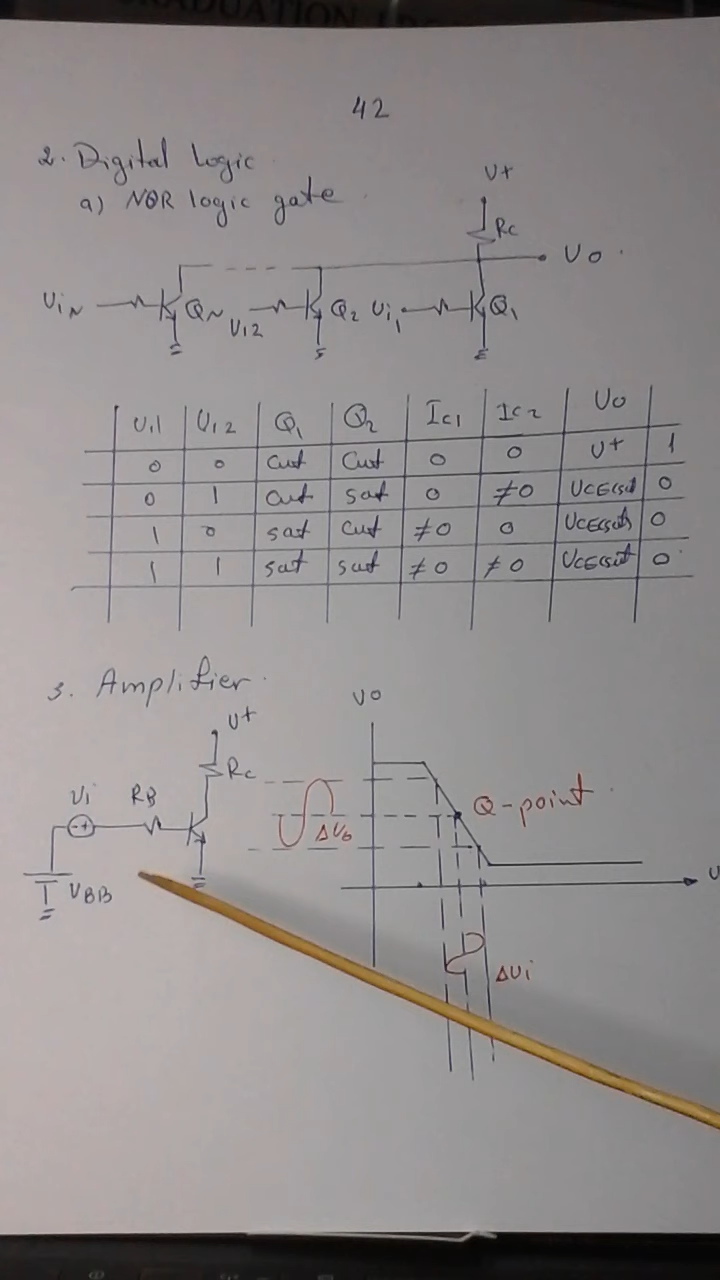 42
2. Digital Logic
a) NOR logic gate
V+
Rc
Vo
ViN QN Vi2 Q2 Vi1 Q1
Vi1 Vi2 Q1 Q2 Ic1 Ic2 Vo
0 0 Cut Cut 0 0 V+ 1
0 1 Cut sat 0 ≠0 VCE(sat) 0
1 0 sat Cut ≠0 0 VCE(sat) 0
1 1 sat sat ≠0 ≠0 VCE(sat) 0
3. Amplifier
Vo
V+
Rc
Vi RB
Q-point
ΔVo
VBB
ΔVi